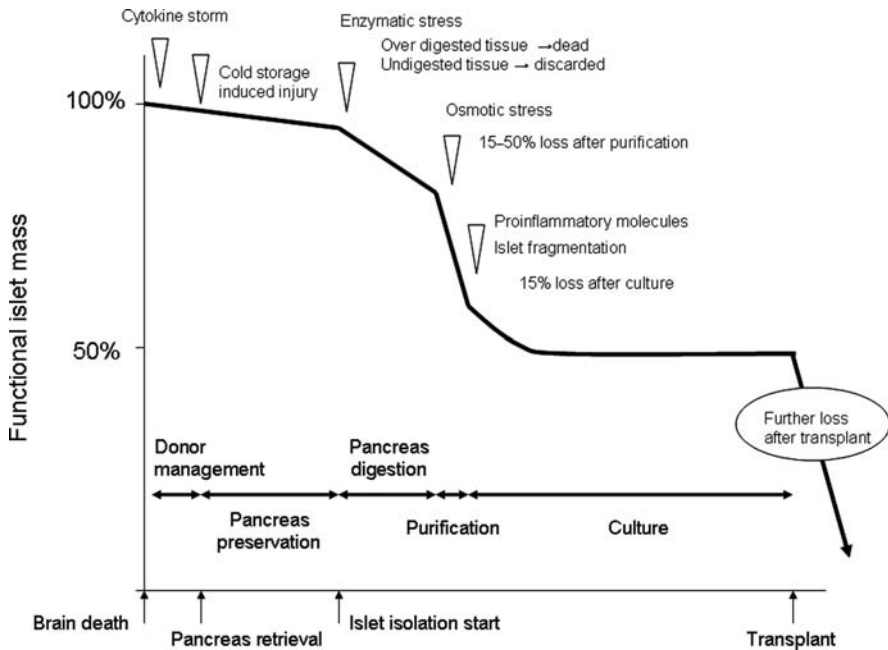 Cytokine storm
Enzymatic stress
Over digested tissue →dead
Undigested tissue → discarded
Cold storage
induced injury
100%
Osmotic stress
15–50% loss after purification
Proinflammatory molecules
Islet fragmentation
15% loss after culture
Functional islet mass
50%
Further loss
after transplant
Donor
management
Pancreas
digestion
Pancreas
preservation
Purification
Culture
Brain death
Pancreas retrieval
Islet isolation start
Transplant